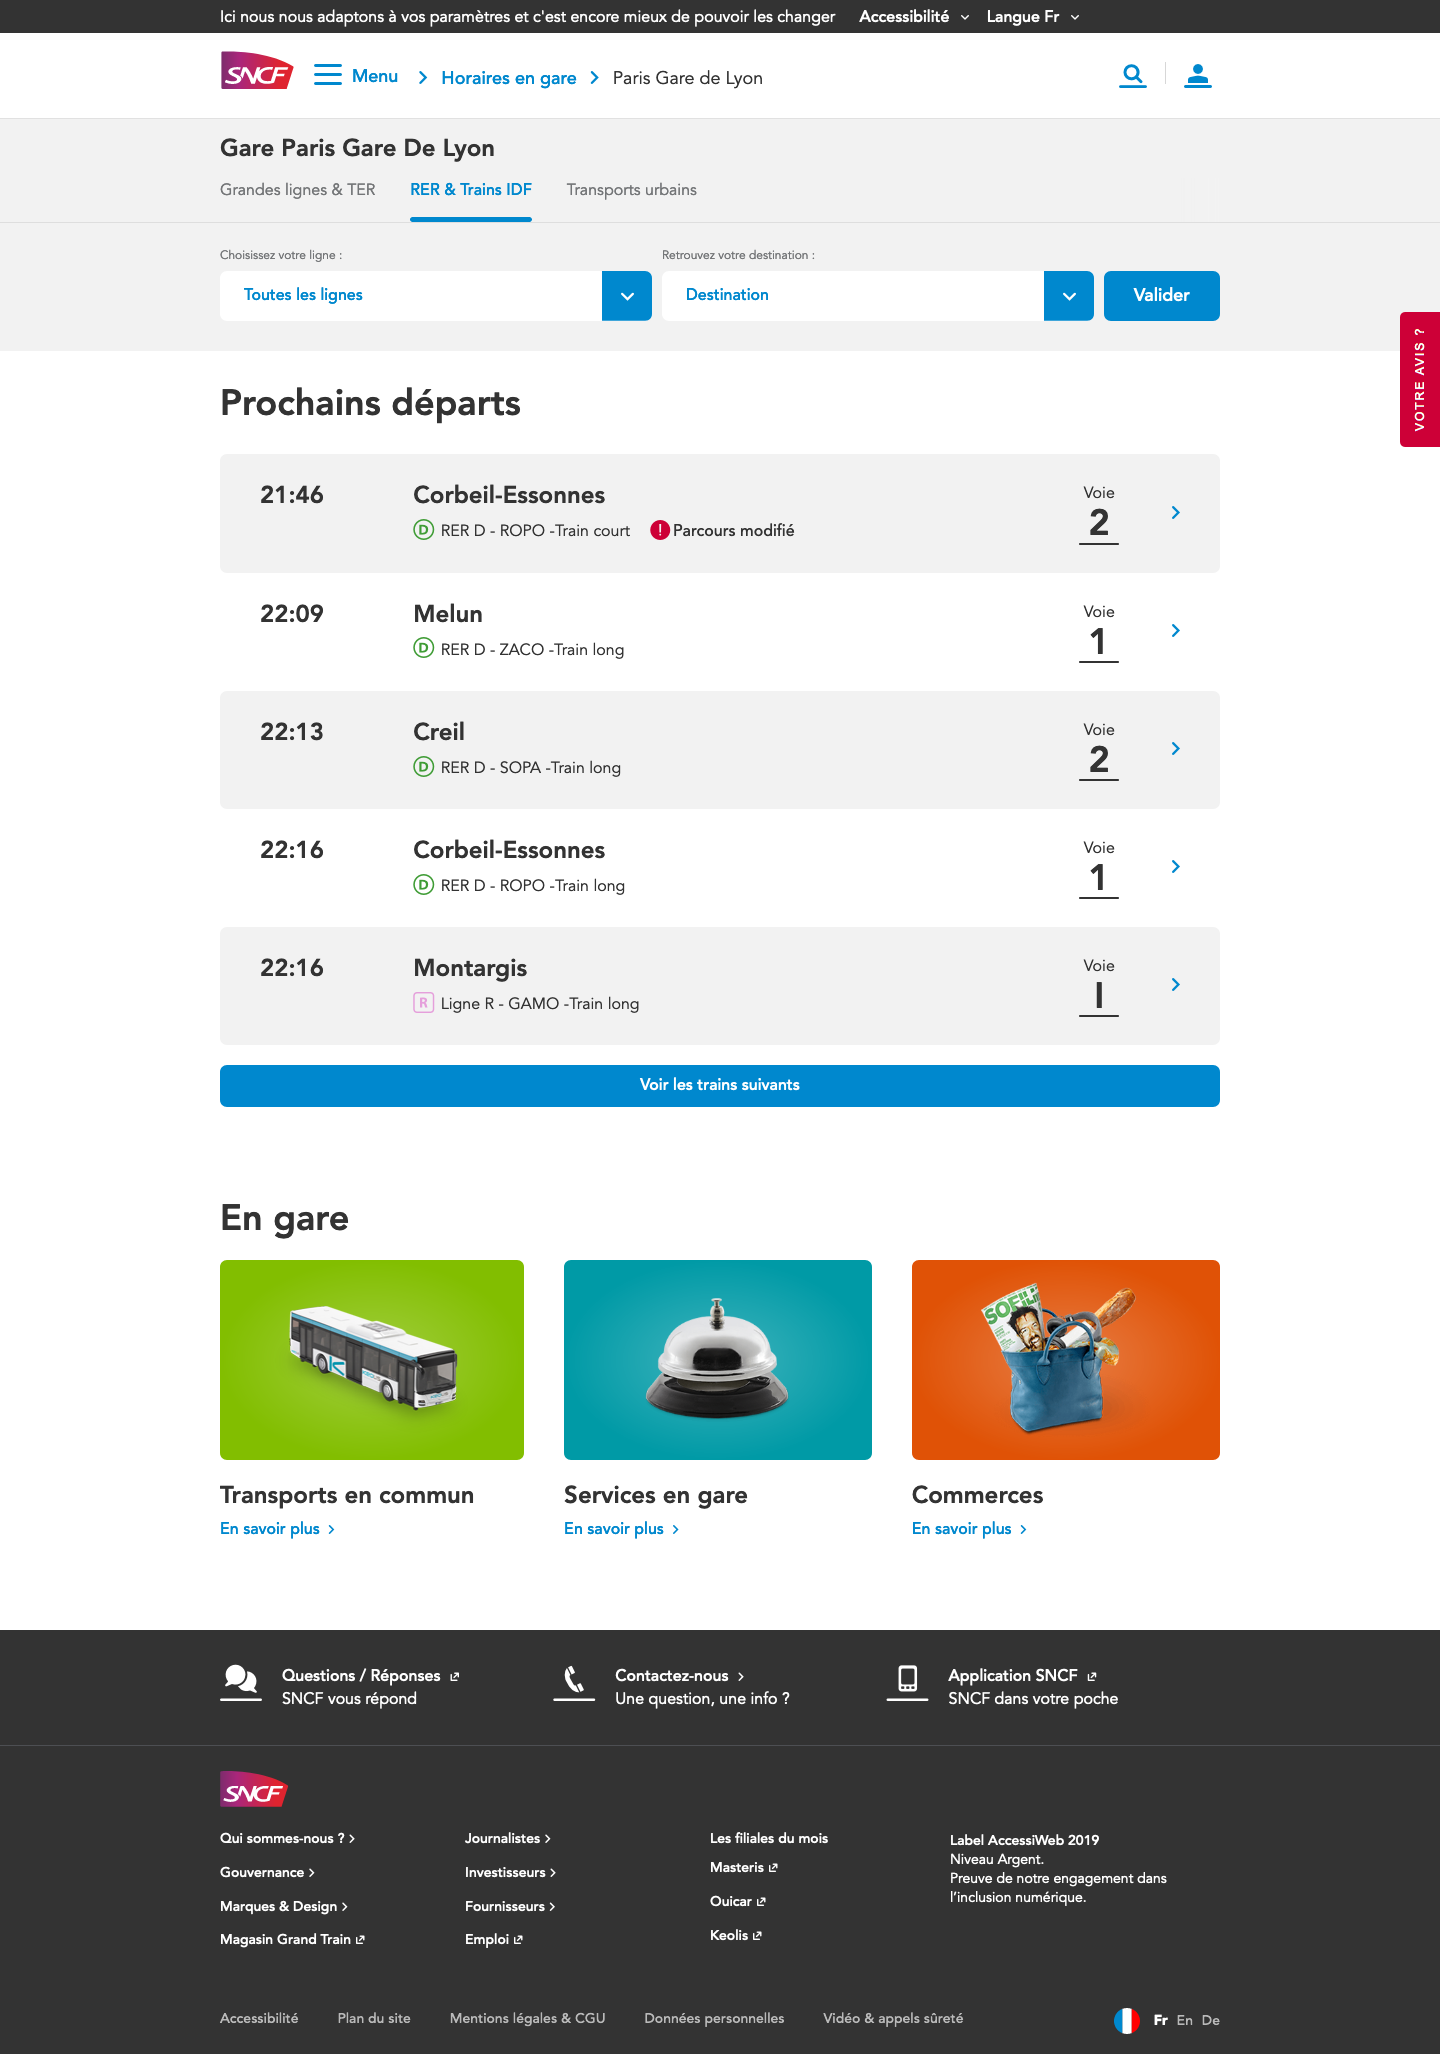 Ici nous nous adaptons à vos paramètres et c'est encore mieux de pouvoir les changer Accessibilité Langue Fr
SNCF Menu Horaires en gare Paris Gare de Lyon
Gare Paris Gare De Lyon
Grandes lignes & TER RER & Trains IDF Transports urbains
Choisissez votre ligne : Retrouvez votre destination :
Toutes les lignes Destination Valider
VOTRE AVIS ?
Prochains départs
21:46 Corbeil-Essonnes Voie
D RER D - ROPO -Train court ! Parcours modifié 2
22:09 Melun Voie
D RER D - ZACO -Train long 1
22:13 Creil Voie
D RER D - SOPA -Train long 2
22:16 Corbeil-Essonnes Voie
D RER D - ROPO -Train long 1
22:16 Montargis Voie
R Ligne R - GAMO -Train long I
Voir les trains suivants
En gare
SOFILM
Transports en commun Services en gare Commerces
En savoir plus En savoir plus En savoir plus
Questions / Réponses Contactez-nous Application SNCF
SNCF vous répond Une question, une info ? SNCF dans votre poche
SNCF
Qui sommes-nous ? Journalistes Les filiales du mois Label AccessiWeb 2019
Niveau Argent.
Gouvernance Investisseurs Masteris Preuve de notre engagement dans
l’inclusion numérique.
Marques & Design Fournisseurs Ouicar
Magasin Grand Train Emploi Keolis
Accessibilité Plan du site Mentions légales & CGU Données personnelles Vidéo & appels sûreté Fr En De